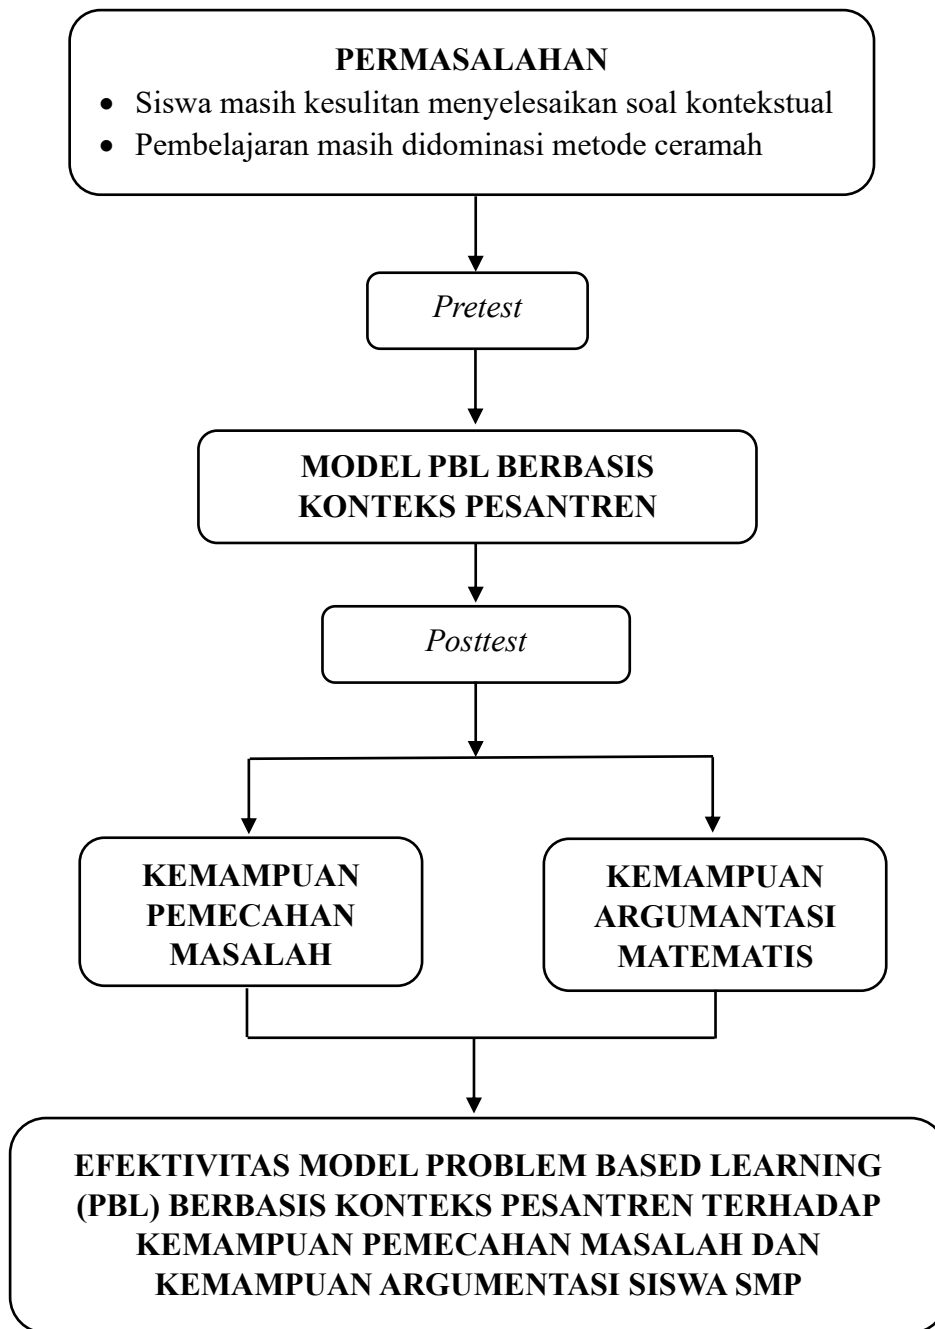 PERMASALAHAN
• Siswa masih kesulitan menyelesaikan soal kontekstual
• Pembelajaran masih didominasi metode ceramah
Pretest
MODEL PBL BERBASIS
KONTEKS PESANTREN
Posttest
KEMAMPUAN
PEMECAHAN
MASALAH
KEMAMPUAN
ARGUMANTASI
MATEMATIS
EFEKTIVITAS MODEL PROBLEM BASED LEARNING
(PBL) BERBASIS KONTEKS PESANTREN TERHADAP
KEMAMPUAN PEMECAHAN MASALAH DAN
KEMAMPUAN ARGUMENTASI SISWA SMP